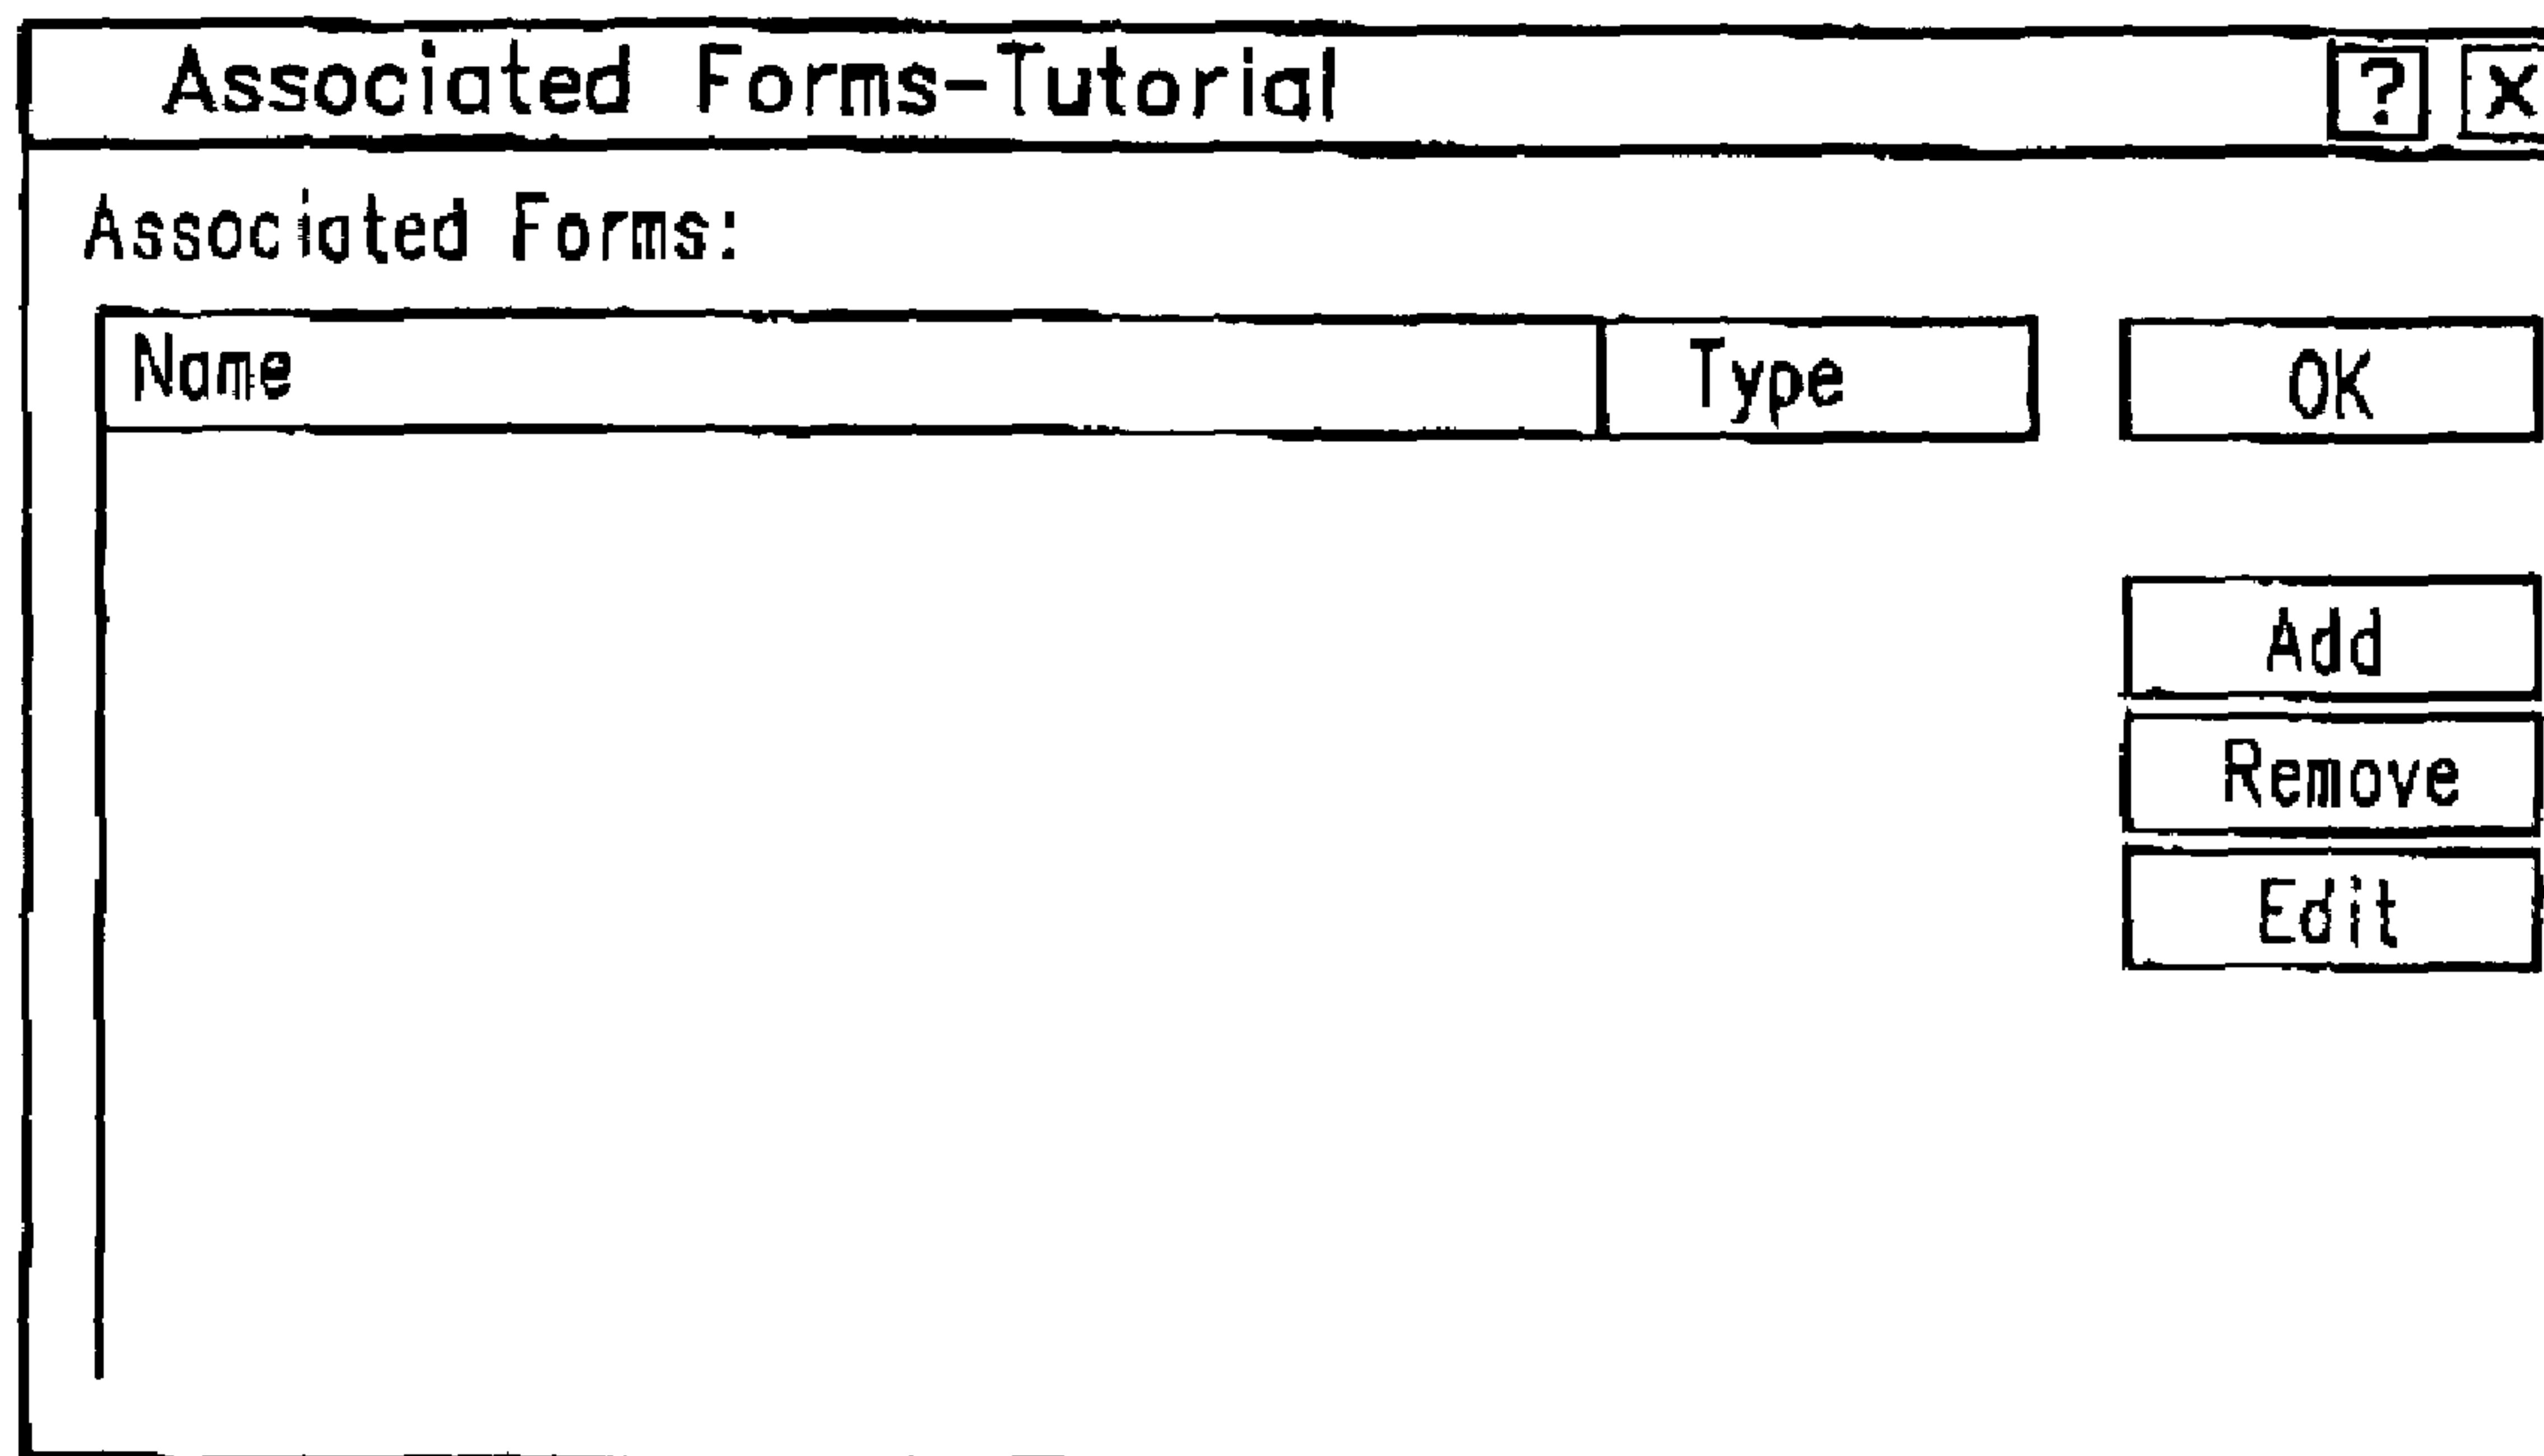 Associated Forms-Tutorial ? X
Associated Forms:
Name Type OK
Add
Remove
Edit